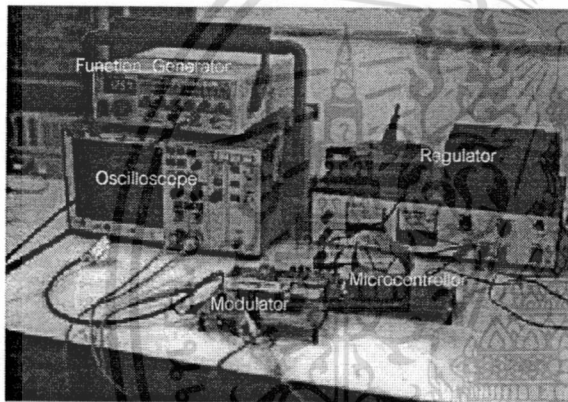 Function Generator
Oscilloscope
Regulator
Microcontroller
Modulator